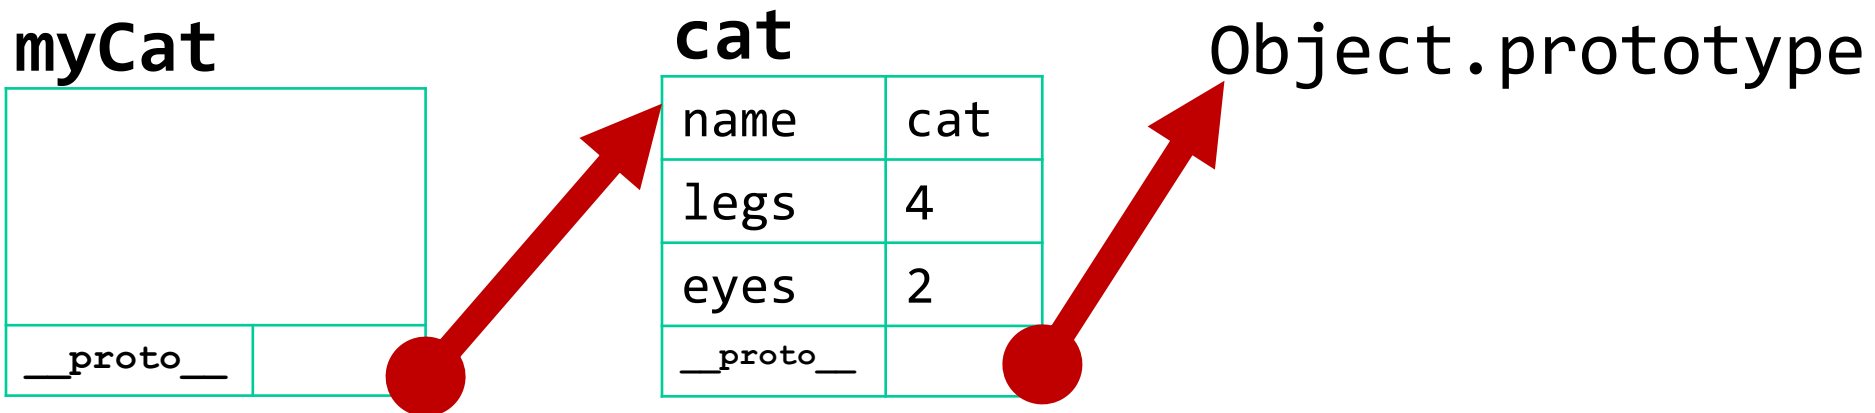 myCat
__proto__
cat
name cat
legs 4
eyes 2
__proto__
Object.prototype